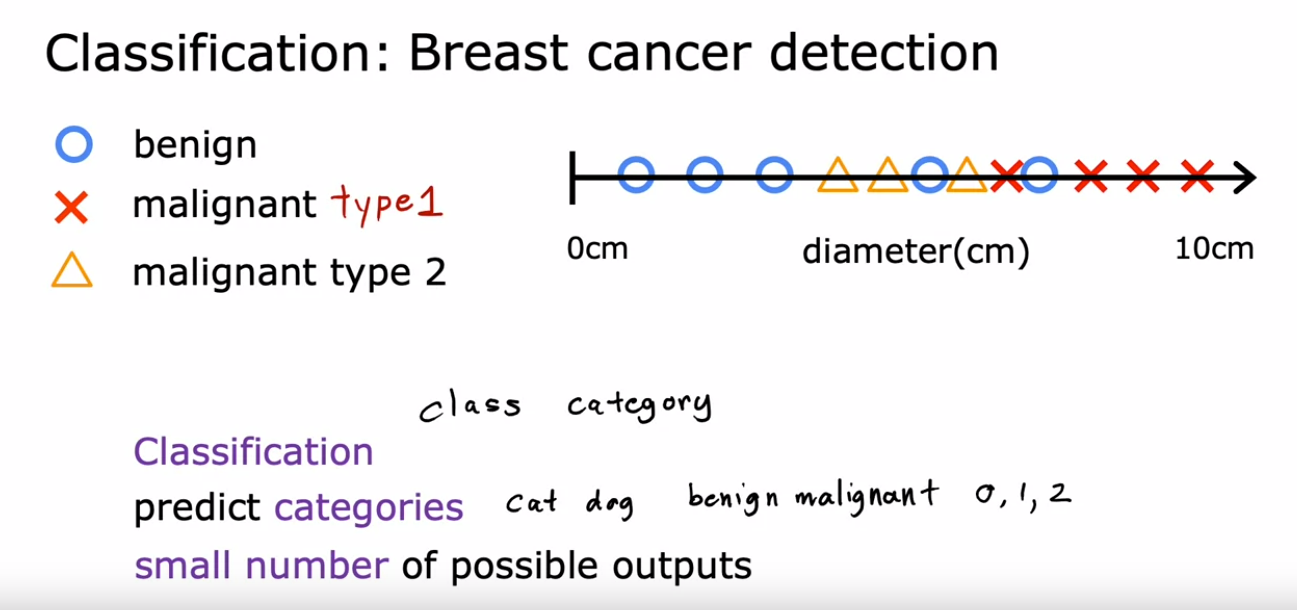 Classification: Breast cancer detection
benign
malignant type1
malignant type 2
0cm diameter(cm) 10cm
class category
Classification
predict categories cat dog benign malignant 0, 1, 2
small number of possible outputs